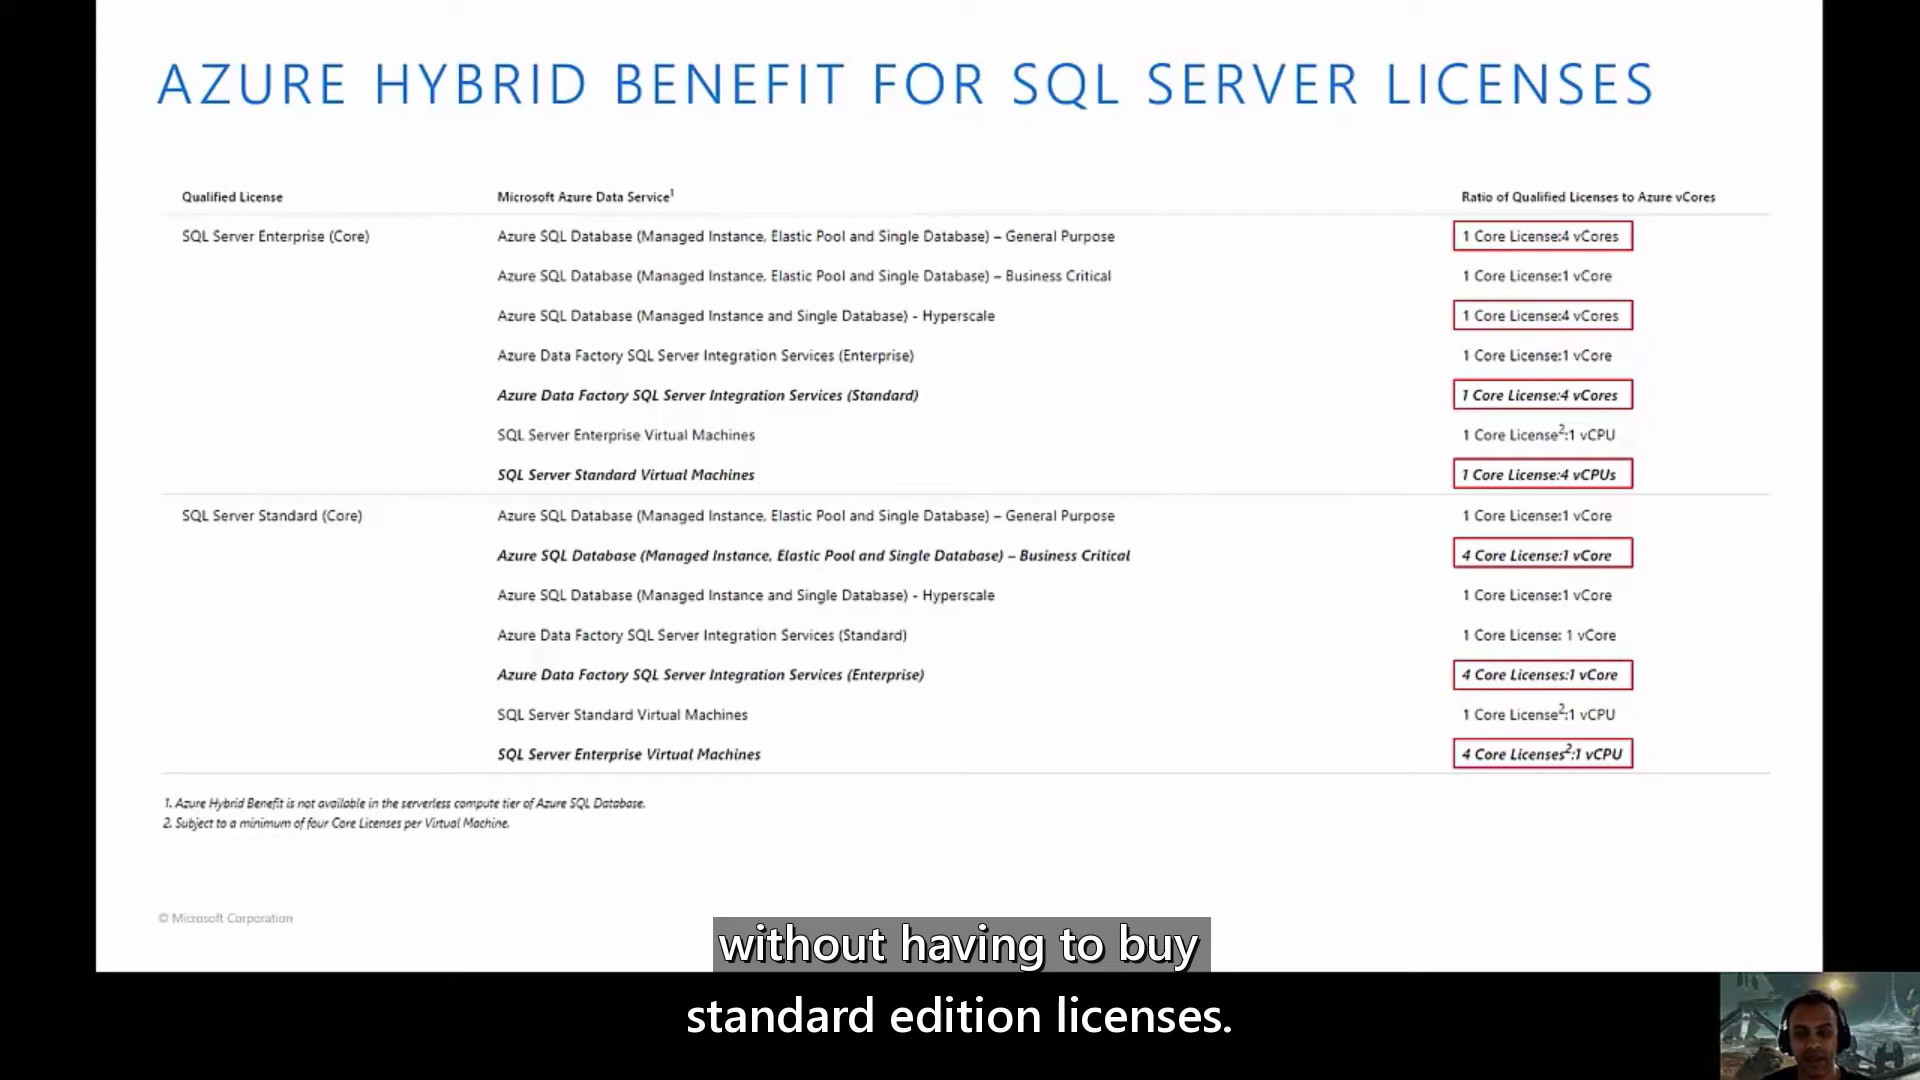 AZURE HYBRID BENEFIT FOR SQL SERVER LICENSES
Qualified License Microsoft Azure Data Service1 Ratio of Qualified Licenses to Azure vCores
SQL Server Enterprise (Core) Azure SQL Database (Managed Instance, Elastic Pool and Single Database) – General Purpose 1 Core License:4 vCores
Azure SQL Database (Managed Instance, Elastic Pool and Single Database) – Business Critical 1 Core License:1 vCore
Azure SQL Database (Managed Instance and Single Database) - Hyperscale 1 Core License:4 vCores
Azure Data Factory SQL Server Integration Services (Enterprise) 1 Core License:1 vCore
Azure Data Factory SQL Server Integration Services (Standard) 1 Core License:4 vCores
SQL Server Enterprise Virtual Machines 1 Core License2:1 vCPU
SQL Server Standard Virtual Machines 1 Core License:4 vCPUs
SQL Server Standard (Core) Azure SQL Database (Managed Instance, Elastic Pool and Single Database) – General Purpose 1 Core License:1 vCore
Azure SQL Database (Managed Instance, Elastic Pool and Single Database) – Business Critical 4 Core License:1 vCore
Azure SQL Database (Managed Instance and Single Database) - Hyperscale 1 Core License:1 vCore
Azure Data Factory SQL Server Integration Services (Standard) 1 Core License: 1 vCore
Azure Data Factory SQL Server Integration Services (Enterprise) 4 Core Licenses:1 vCore
SQL Server Standard Virtual Machines 1 Core License2:1 vCPU
SQL Server Enterprise Virtual Machines 4 Core Licenses2:1 vCPU
1. Azure Hybrid Benefit is not available in the serverless compute tier of Azure SQL Database.
2. Subject to a minimum of four Core Licenses per Virtual Machine.
© Microsoft Corporation
without having to buy
standard edition licenses.